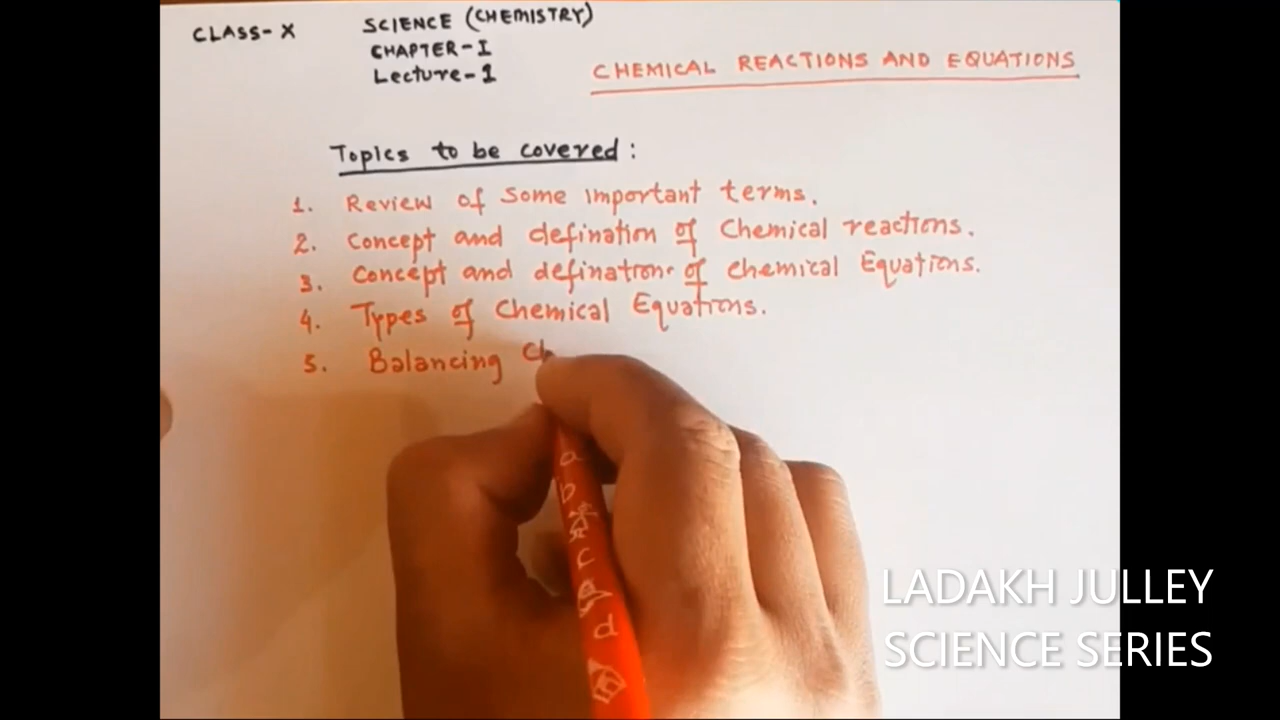 CLASS-X SCIENCE (CHEMISTRY)
CHAPTER-I
Lecture-1
CHEMICAL REACTIONS AND EQUATIONS
Topics to be covered:
1. Review of Some important terms.
2. Concept and defination of Chemical reactions.
3. Concept and defination of chemical Equations.
4. Types of Chemical Equations.
5. Balancing Ch
a
b
c
d
LADAKH JULLEY
SCIENCE SERIES